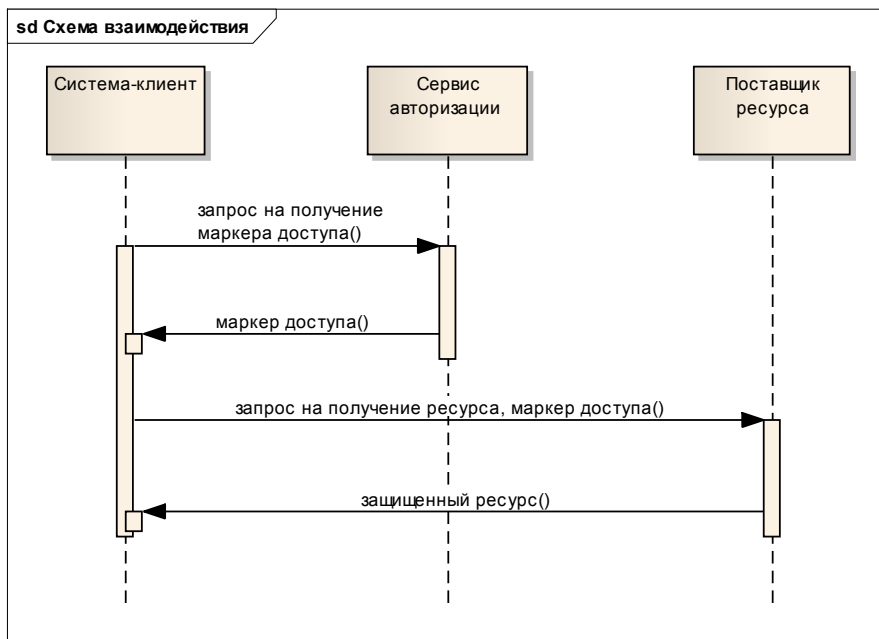 sd Схема взаимодействия
Система-клиент
Сервис
авторизации
Поставщик
ресурса
запрос на получение
маркера доступа()
маркер доступа()
запрос на получение ресурса, маркер доступа()
защищенный ресурс()